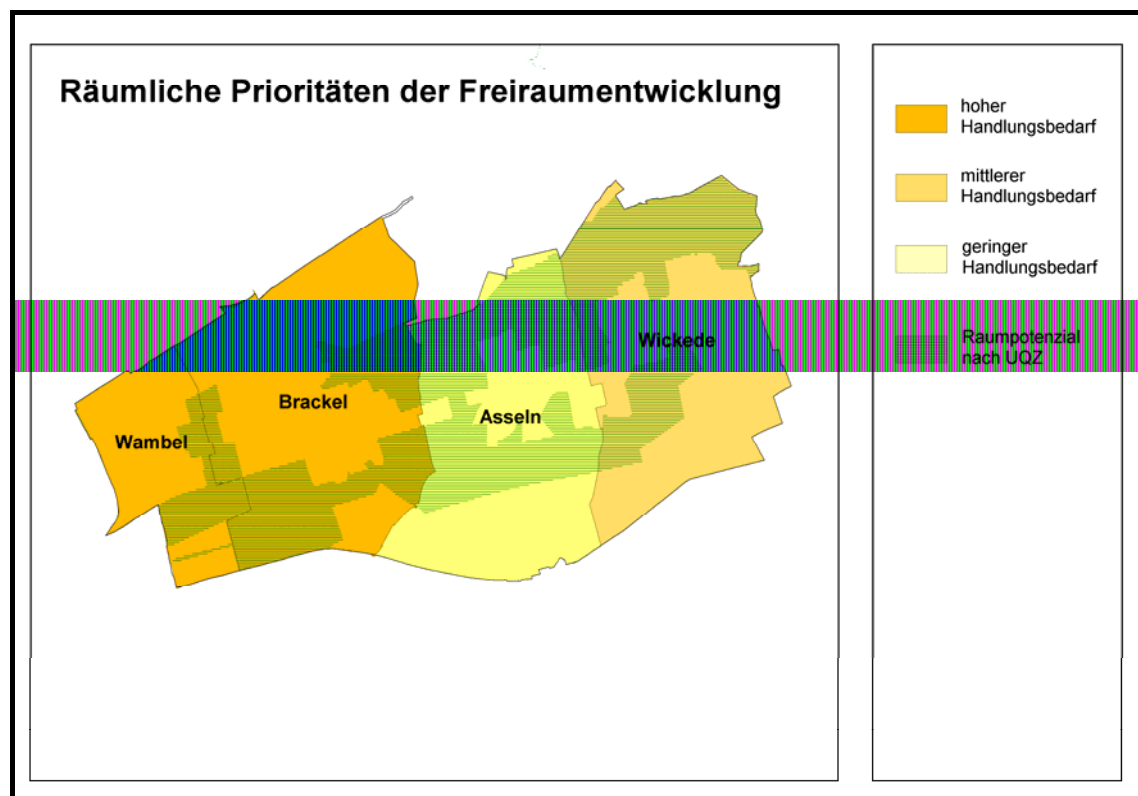 Räumliche Prioritäten der Freiraumentwicklung
hoher
Handlungsbedarf
mittlerer
Handlungsbedarf
geringer
Handlungsbedarf
Raumpotenzial
nach UQZ
Wickede
Brackel
Asseln
Wambel